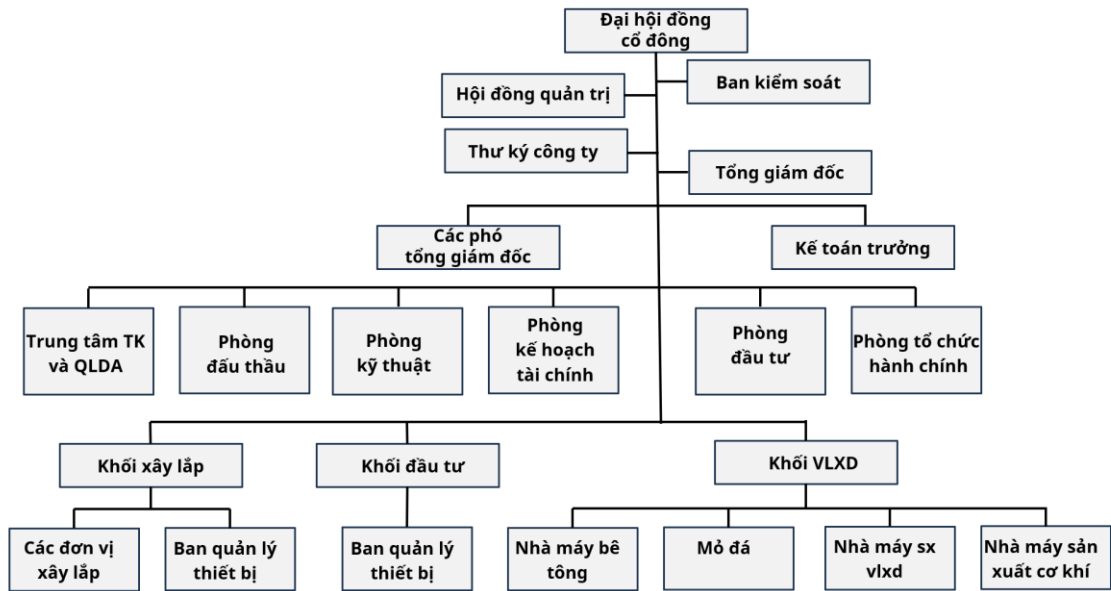 Đại hội đồng
cổ đông
Ban kiểm soát
Hội đồng quản trị
Thư ký công ty
Tổng giám đốc
Các phó
tổng giám đốc
Kế toán trưởng
Trung tâm TK
và QLDA
Phòng
đấu thầu
Phòng
kỹ thuật
Phòng
kế hoạch
tài chính
Phòng
đầu tư
Phòng tổ chức
hành chính
Khối xây lắp
Khối đầu tư
Khối VLXD
Các đơn vị
xây lắp
Ban quản lý
thiết bị
Ban quản lý
thiết bị
Nhà máy bê
tông
Mỏ đá
Nhà máy sx
vlxd
Nhà máy sản
xuất cơ khí